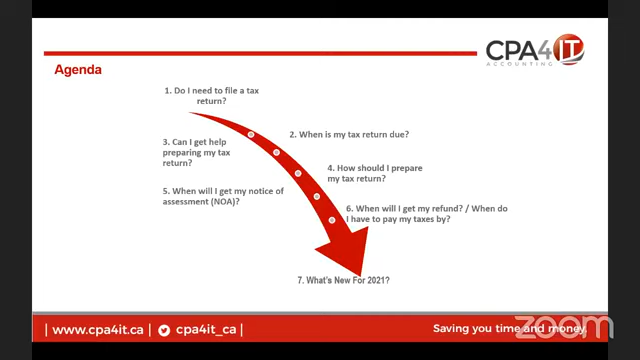 CPA4IT
ACCOUNTING
Agenda
1. Do I need to file a tax
return?
2. When is my tax return due?
3. Can I get help
preparing my tax
return?
4. How should I prepare
my tax return?
5. When will I get my notice of
assessment (NOA)?
6. When will I get my refund? / When do
I have to pay my taxes by?
7. What's New For 2021?
| www.cpa4it.ca | cpa4it_ca |
Saving you time and money.
zoom